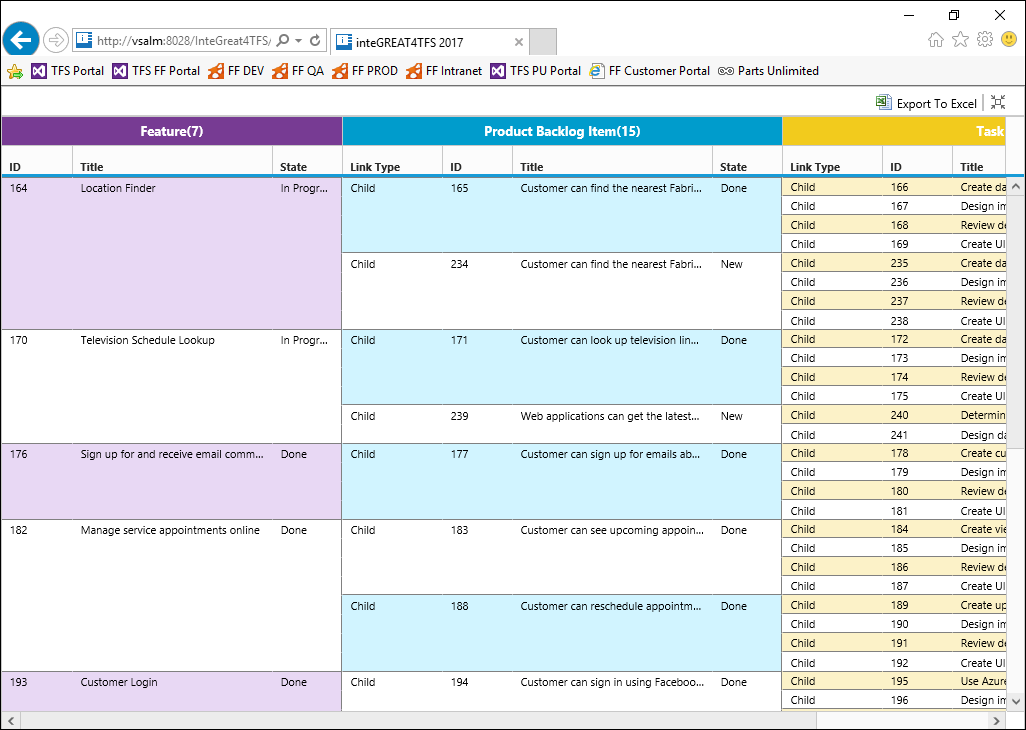 http://vsalm:8028/InteGreat4TFS/ inteGREAT4TFS 2017
TFS Portal TFS FF Portal FF DEV FF QA FF PROD FF Intranet TFS PU Portal FF Customer Portal Parts Unlimited
Export To Excel
Feature(7) Product Backlog Item(15) Task
ID Title State Link Type ID Title State Link Type ID Title
164 Location Finder In Progr... Child 165 Customer can find the nearest Fabri... Done Child 166 Create da
Child 167 Design im
Child 168 Review de
Child 169 Create UI
Child 234 Customer can find the nearest Fabri... New Child 235 Create da
Child 236 Design im
Child 237 Review de
Child 238 Create UI
170 Television Schedule Lookup In Progr... Child 171 Customer can look up television lin... Done Child 172 Create da
Child 173 Design im
Child 174 Review de
Child 175 Create UI
Child 239 Web applications can get the latest... New Child 240 Determin
Child 241 Design da
176 Sign up for and receive email comm... Done Child 177 Customer can sign up for emails ab... Done Child 178 Create cu
Child 179 Design im
Child 180 Review de
Child 181 Create UI
182 Manage service appointments online Done Child 183 Customer can see upcoming appoin... Done Child 184 Create vie
Child 185 Design im
Child 186 Review de
Child 187 Create UI
Child 188 Customer can reschedule appointm... Done Child 189 Create up
Child 190 Design im
Child 191 Review de
Child 192 Create UI
193 Customer Login Done Child 194 Customer can sign in using Faceboo... Done Child 195 Use Azure
Child 196 Design im